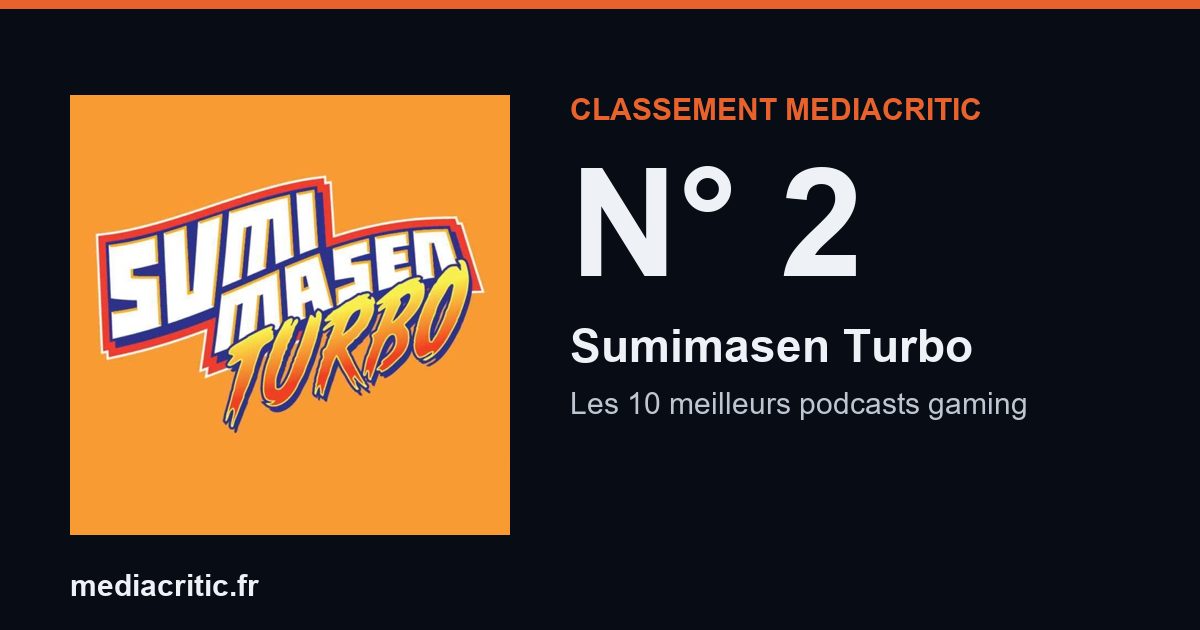 SUMI
MASEN
TURBO
CLASSEMENT MEDIACRITIC
N° 2
Sumimasen Turbo
Les 10 meilleurs podcasts gaming
mediacritic.fr